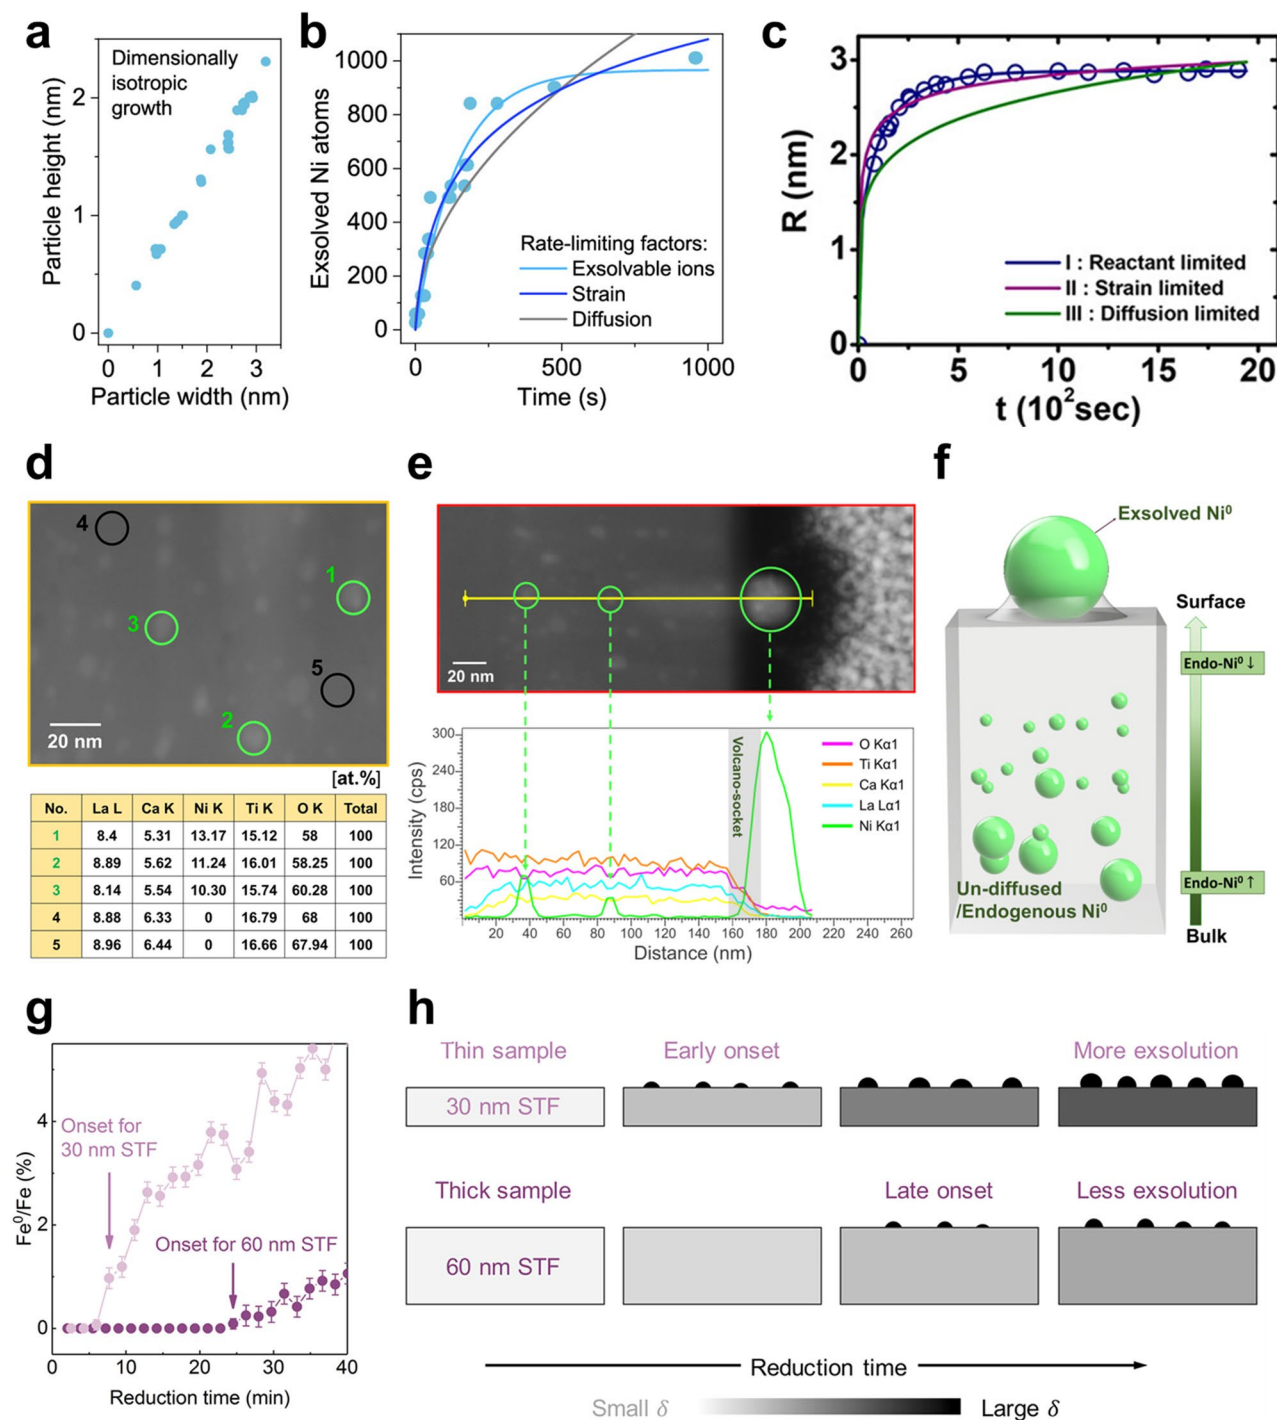 a
Dimensionally
isotropic
growth
Particle height (nm)
2
1
0
0 1 2 3
Particle width (nm)
b
Exsolved Ni atoms
1000
800
600
400
200
0
Rate-limiting factors:
Exsolvable ions
Strain
Diffusion
0 500 1000
Time (s)
c
R (nm)
3
2
1
0
I : Reactant limited
II : Strain limited
III : Diffusion limited
0 5 10 15 20
t (10²sec)
d
4
1
3
5
2
20 nm
[at.%]
No. La L Ca K Ni K Ti K O K Total
1 8.4 5.31 13.17 15.12 58 100
2 8.89 5.62 11.24 16.01 58.25 100
3 8.14 5.54 10.30 15.74 60.28 100
4 8.88 6.33 0 16.79 68 100
5 8.96 6.44 0 16.66 67.94 100
e
20 nm
Intensity (cps)
300
240
180
120
60
Volcano-socket
O Kα1
Ti Kα1
Ca Kα1
La Lα1
Ni Kα1
20 40 60 80 100 120 140 160 180 200 220 240 260
Distance (nm)
f
Exsolved Ni⁰
Surface
Endo-Ni⁰ ↓
Un-diffused
/Endogenous Ni⁰
Endo-Ni⁰ ↑
Bulk
g
Fe⁰/Fe (%)
4
2
0
Onset for
30 nm STF
Onset for 60 nm STF
0 10 20 30 40
Reduction time (min)
h
Thin sample Early onset More exsolution
30 nm STF
Thick sample Late onset Less exsolution
60 nm STF
Reduction time
Small δ Large δ